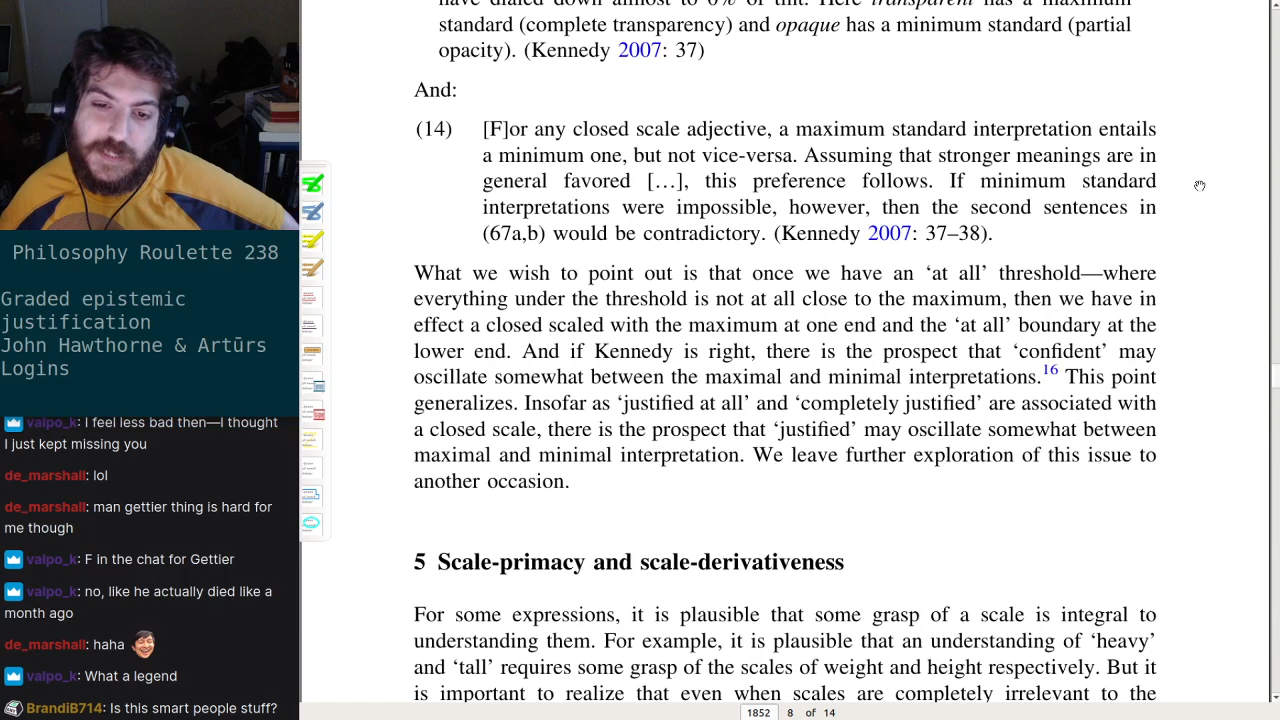 have dialed down almost to 0% of tint. Here transparent has a maximum
standard (complete transparency) and opaque has a minimum standard (partial
opacity). (Kennedy 2007: 37)
And:
(14) [F]or any closed scale adjective, a maximum standard interpretation entails
a minimum one, but not vice-versa. Assuming that stronger meanings are in
general favored […], this preference follows. If minimum standard
interpretations were impossible, however, then the second sentences in
(67a,b) would be contradictory. (Kennedy 2007: 37–38).
What we wish to point out is that once we have an ‘at all’ threshold—where
everything under the threshold is not at all close to the maximum, then we have in
effect a closed scaled with the maximum at one end and the ‘at all’ boundary at the
lower end. And if Kennedy is right, there is the prospect that ‘confident’ may
oscillate somewhat between the maximal and minimal interpretations.16 This point
generalizes. Insofar as ‘justified at all’ and ‘completely justified’ are associated with
a closed scale, there is the prospect that ‘justified’ may oscillate somewhat between
maximal and minimal interpretation. We leave further exploration of this issue to
another occasion.
5 Scale-primacy and scale-derivativeness
For some expressions, it is plausible that some grasp of a scale is integral to
understanding them. For example, it is plausible that an understanding of ‘heavy’
and ‘tall’ requires some grasp of the scales of weight and height respectively. But it
is important to realize that even when scales are completely irrelevant to the
1852 8 of 14
Philosophy Roulette 238
Graded epistemic
justification
John Hawthorne & Artūrs
Logins
valpo_k: I feel less bad then—I thought
I just kept missing you
de_marshall: lol
de_marshall: man gettier thing is hard for
me though
valpo_k: F in the chat for Gettier
valpo_k: no, like he actually died like a
month ago
de_marshall: haha
valpo_k: What a legend
BrandiB714: Is this smart people stuff?